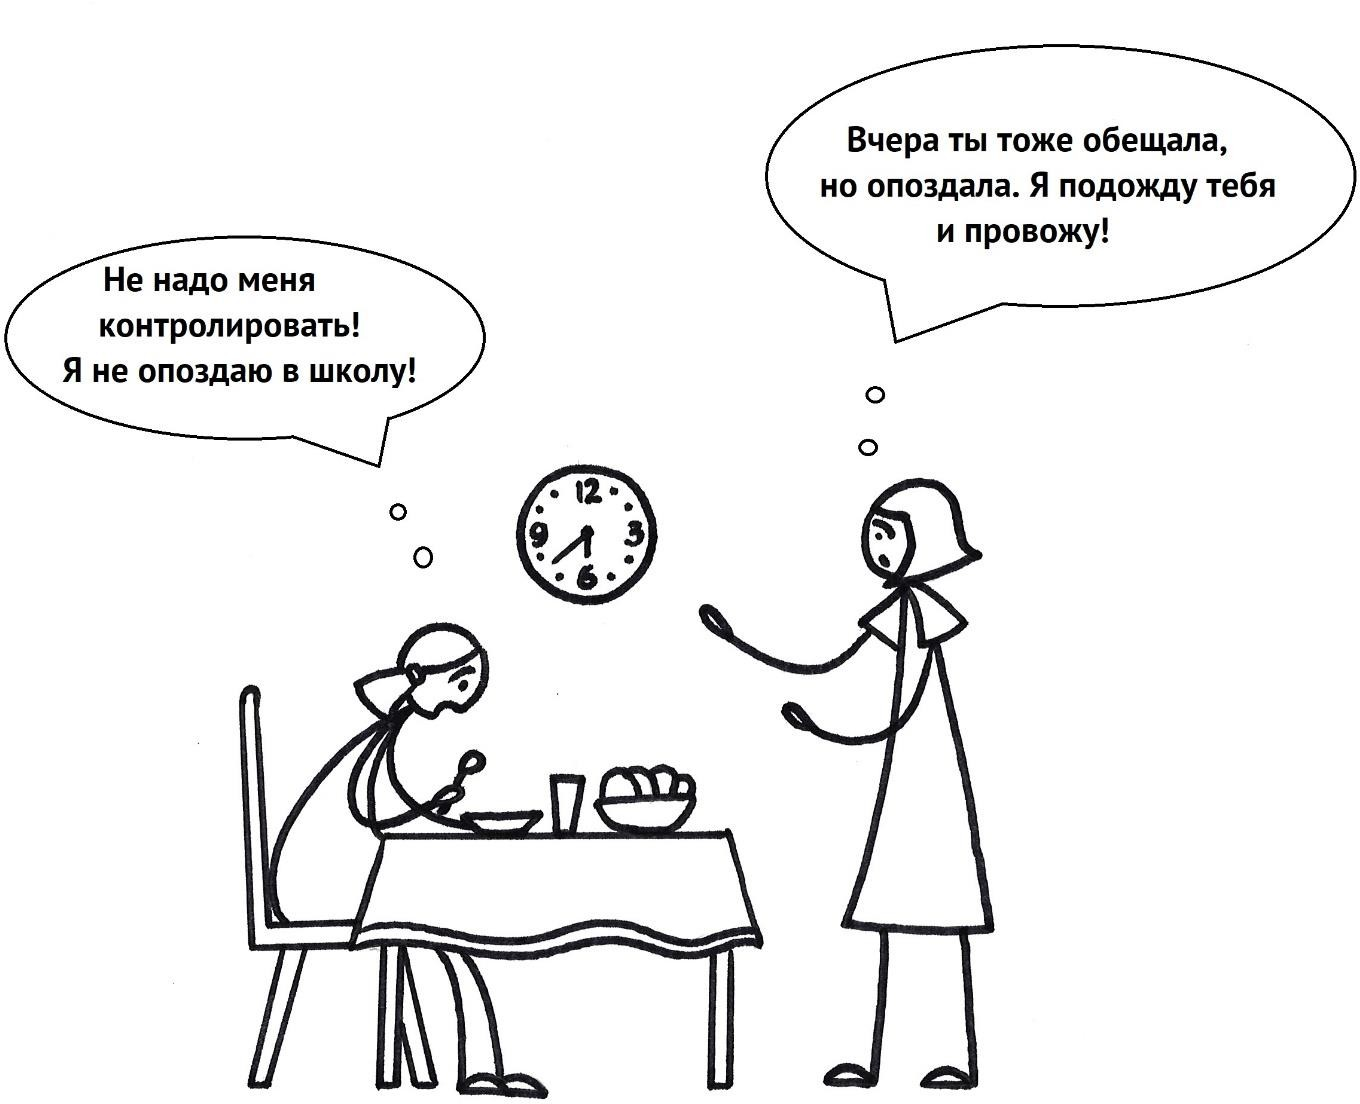 Вчера ты тоже обещала,
но опоздала. Я подожду тебя
и провожу!
Не надо меня
контролировать!
Я не опоздаю в школу!
12
9
3
6